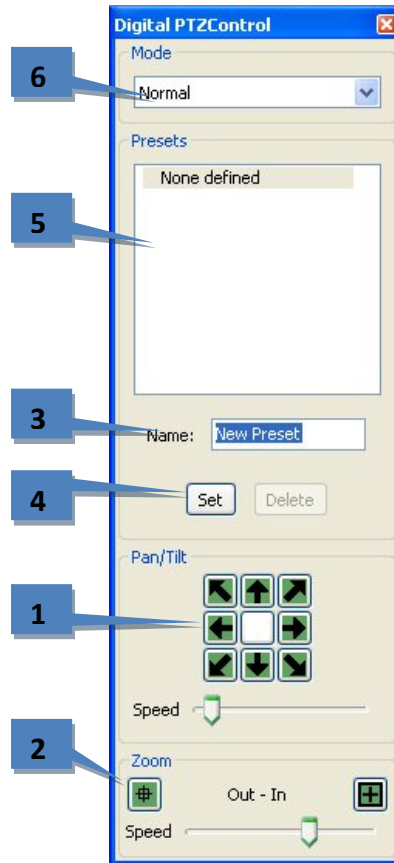 Digital PTZControl
Mode
6
Normal
Presets
None defined
5
3
Name: New Preset
4
Set Delete
Pan/Tilt
1
Speed
2
Zoom
Out - In
Speed